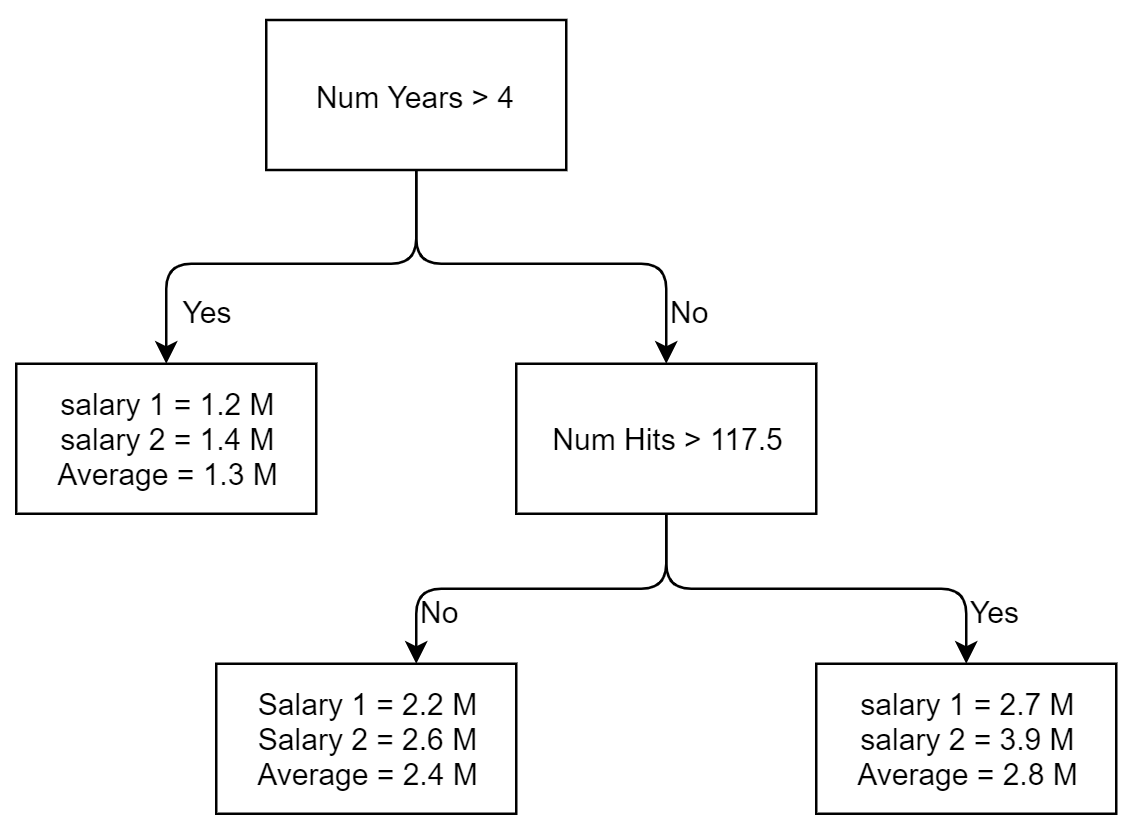 Num Years > 4
Yes
No
salary 1 = 1.2 M
salary 2 = 1.4 M
Average = 1.3 M
Num Hits > 117.5
No
Yes
Salary 1 = 2.2 M
Salary 2 = 2.6 M
Average = 2.4 M
salary 1 = 2.7 M
salary 2 = 3.9 M
Average = 2.8 M